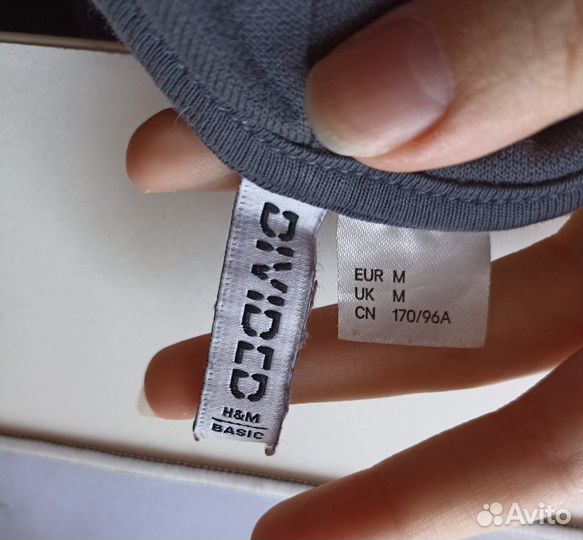 DIVIDED
H&M
BASIC
EUR M
UK M
CN 170/96A
Avito